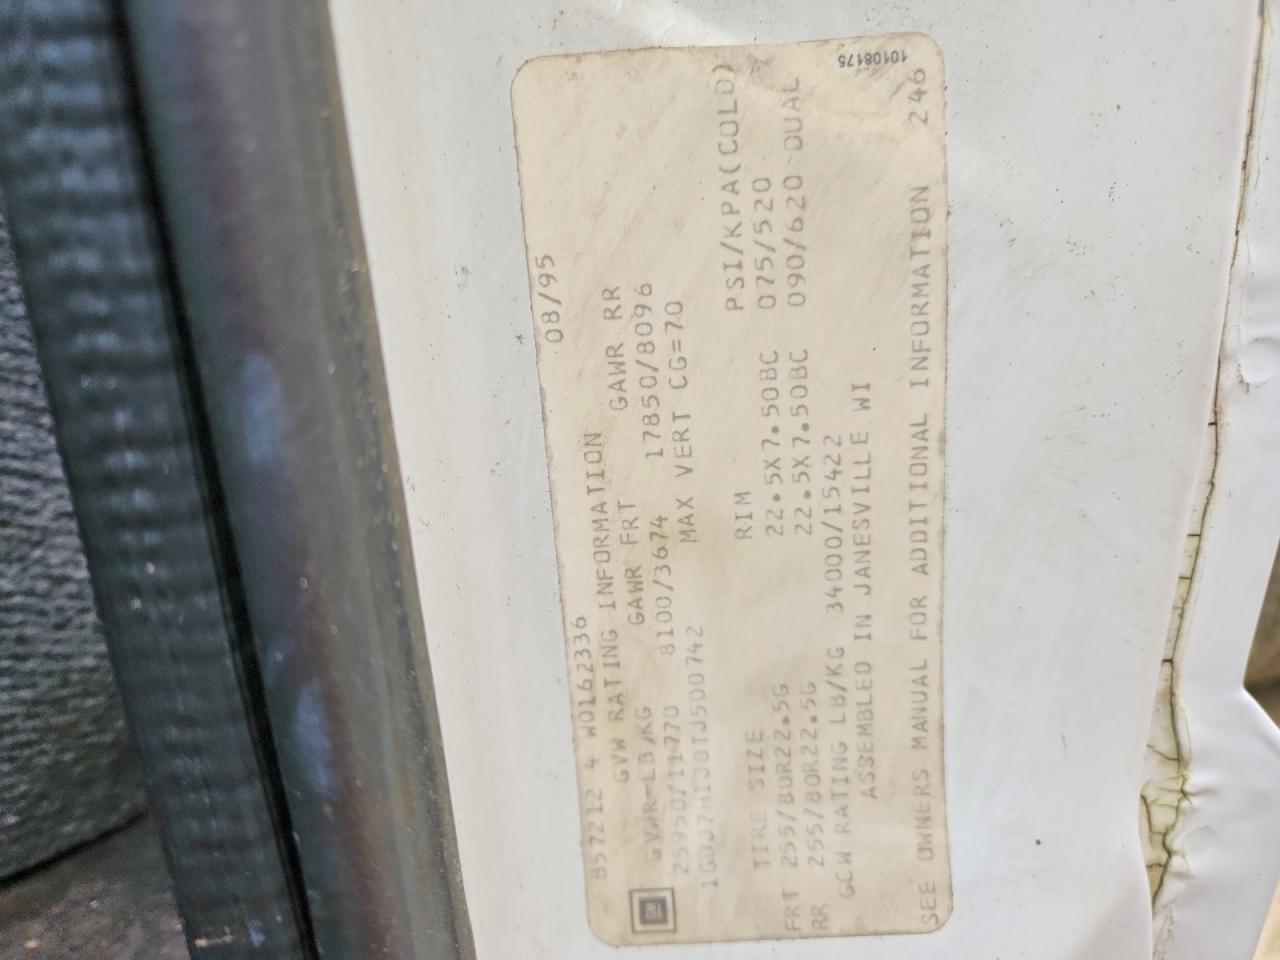 10108175
857212 4 W0162336 08/95
GVW RATING INFORMATION
GM GVWR-LB/KG GAWR FRT GAWR RR
25950/11770 8100/3674 17850/8096
1GDJ7H1J0TJ500742 MAX VERT CG=70
TIRE SIZE RIM PSI/KPA(COLD)
FRT 255/80R22.5G 22.5X7.50BC 075/520
RR 255/80R22.5G 22.5X7.50BC 090/620 DUAL
GCW RATING LB/KG 34000/15422
ASSEMBLED IN JANESVILLE WI
SEE OWNERS MANUAL FOR ADDITIONAL INFORMATION 246